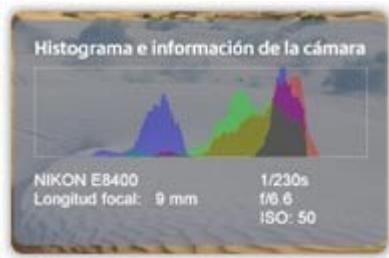 Histograma e información de la cámara
NIKON E8400 1/230s
Longitud focal: 9 mm f/6.6
ISO: 50